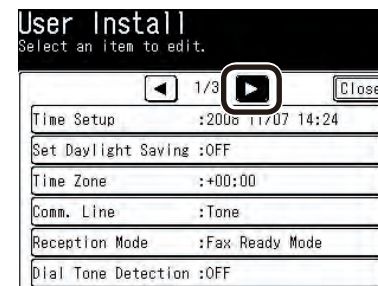 User Install
Select an item to edit.
1/3 Close
Time Setup :2008 11/07 14:24
Set Daylight Saving :OFF
Time Zone :+00:00
Comm. Line :Tone
Reception Mode :Fax Ready Mode
Dial Tone Detection :OFF